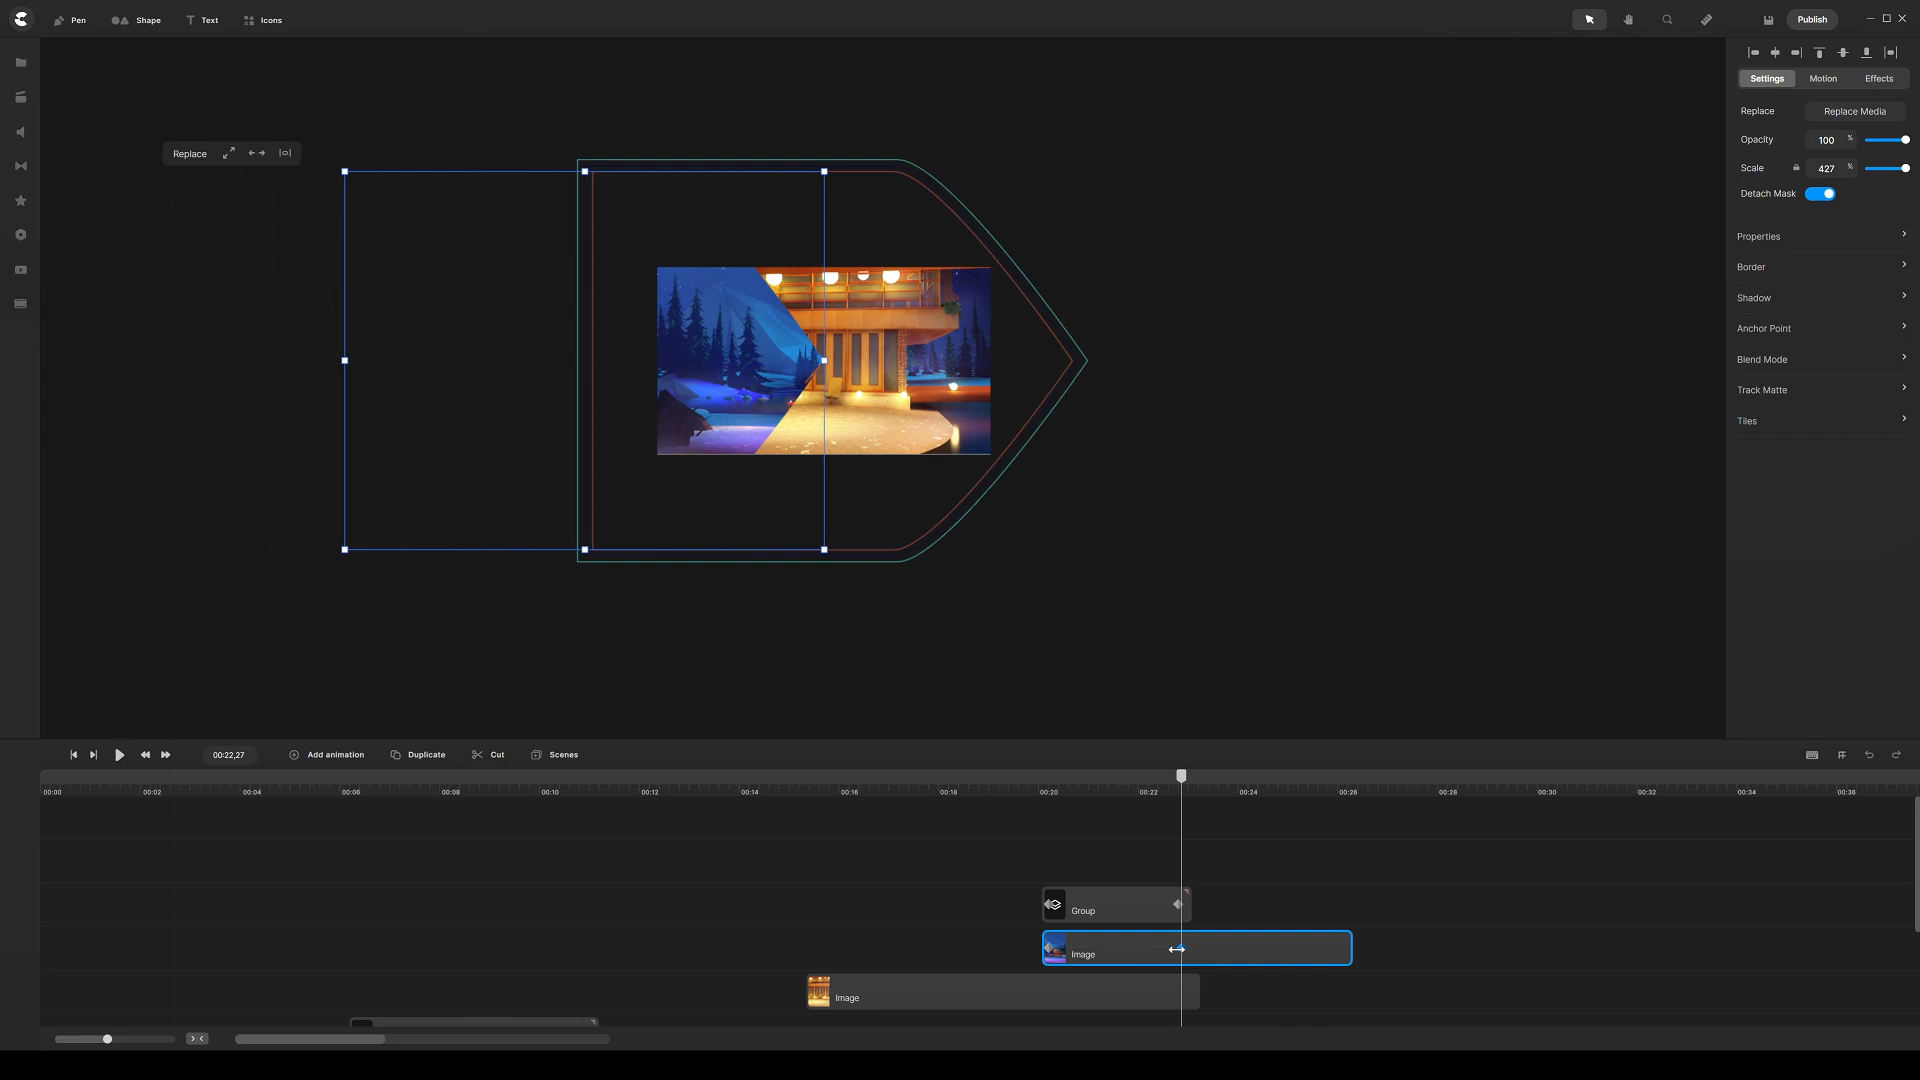 Pen Shape Text Icons Publish
Replace
Settings Motion Effects
Replace Replace Media
Opacity 100 %
Scale 427 %
Detach Mask
Properties
Border
Shadow
Anchor Point
Blend Mode
Track Matte
Tiles
00:22,27 Add animation Duplicate Cut Scenes
00:00 00:02 00:04 00:06 00:08 00:10 00:12 00:14 00:16 00:18 00:20 00:22 00:24 00:26 00:28 00:30 00:32 00:34 00:36
Group
Image
Image